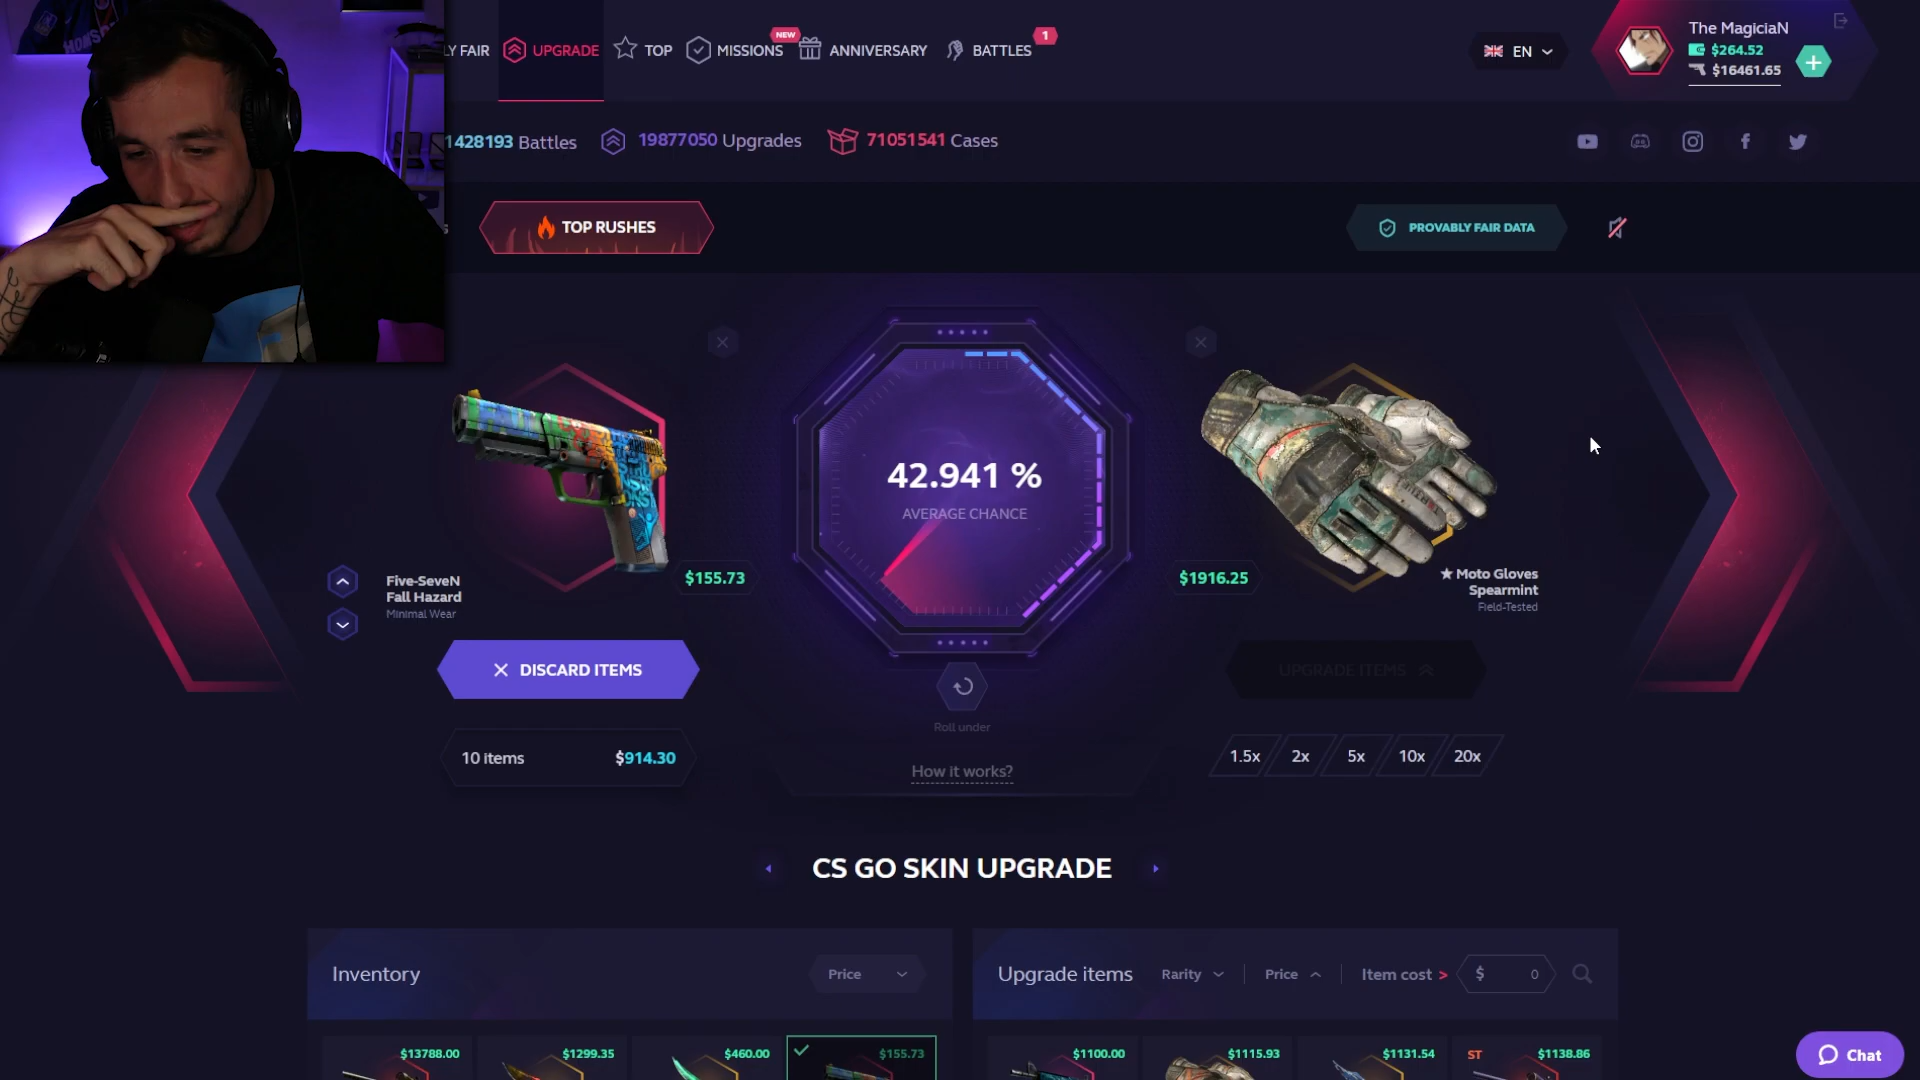 LY FAIR
UPGRADE
TOP
MISSIONS
NEW
ANNIVERSARY
BATTLES
1
EN
The MagiciaN
$264.52
$16461.65
1428193 Battles
19877050 Upgrades
71051541 Cases
TOP RUSHES
PROVABLY FAIR DATA
42.941 %
AVERAGE CHANCE
$155.73
$1916.25
Five-SeveN
Fall Hazard
Minimal Wear
★ Moto Gloves
Spearmint
Field-Tested
DISCARD ITEMS
UPGRADE ITEMS
Roll under
10 items
$914.30
How it works?
1.5x
2x
5x
10x
20x
CS GO SKIN UPGRADE
Inventory
Price
Upgrade items
Rarity
Price
Item cost >
$ 0
$13788.00
$1299.35
$460.00
$155.73
$1100.00
$1115.93
$1131.54
ST
$1138.86
Chat